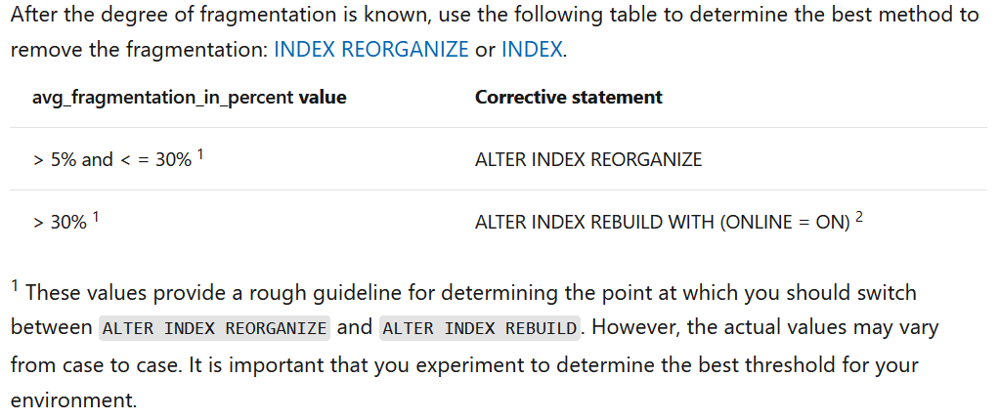 After the degree of fragmentation is known, use the following table to determine the best method to
remove the fragmentation: INDEX REORGANIZE or INDEX.
avg_fragmentation_in_percent value Corrective statement
> 5% and < = 30% 1 ALTER INDEX REORGANIZE
> 30% 1 ALTER INDEX REBUILD WITH (ONLINE = ON) 2
1 These values provide a rough guideline for determining the point at which you should switch
between ALTER INDEX REORGANIZE and ALTER INDEX REBUILD. However, the actual values may vary
from case to case. It is important that you experiment to determine the best threshold for your
environment.